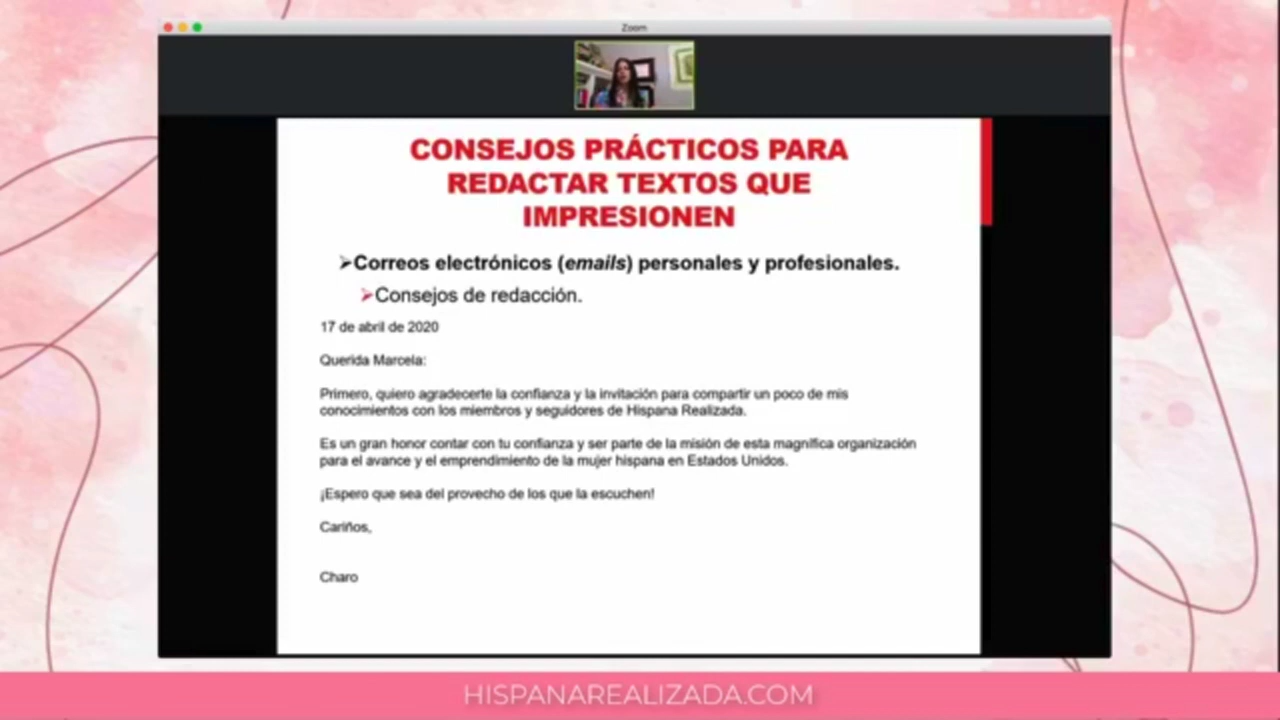 Zoom
CONSEJOS PRÁCTICOS PARA
REDACTAR TEXTOS QUE
IMPRESIONEN
➢Correos electrónicos (emails) personales y profesionales.
➢Consejos de redacción.
17 de abril de 2020
Querida Marcela:
Primero, quiero agradecerte la confianza y la invitación para compartir un poco de mis
conocimientos con los miembros y seguidores de Hispana Realizada.
Es un gran honor contar con tu confianza y ser parte de la misión de esta magnífica organización
para el avance y el emprendimiento de la mujer hispana en Estados Unidos.
¡Espero que sea del provecho de los que la escuchen!
Cariños,
Charo
HISPANAREALIZADA.COM